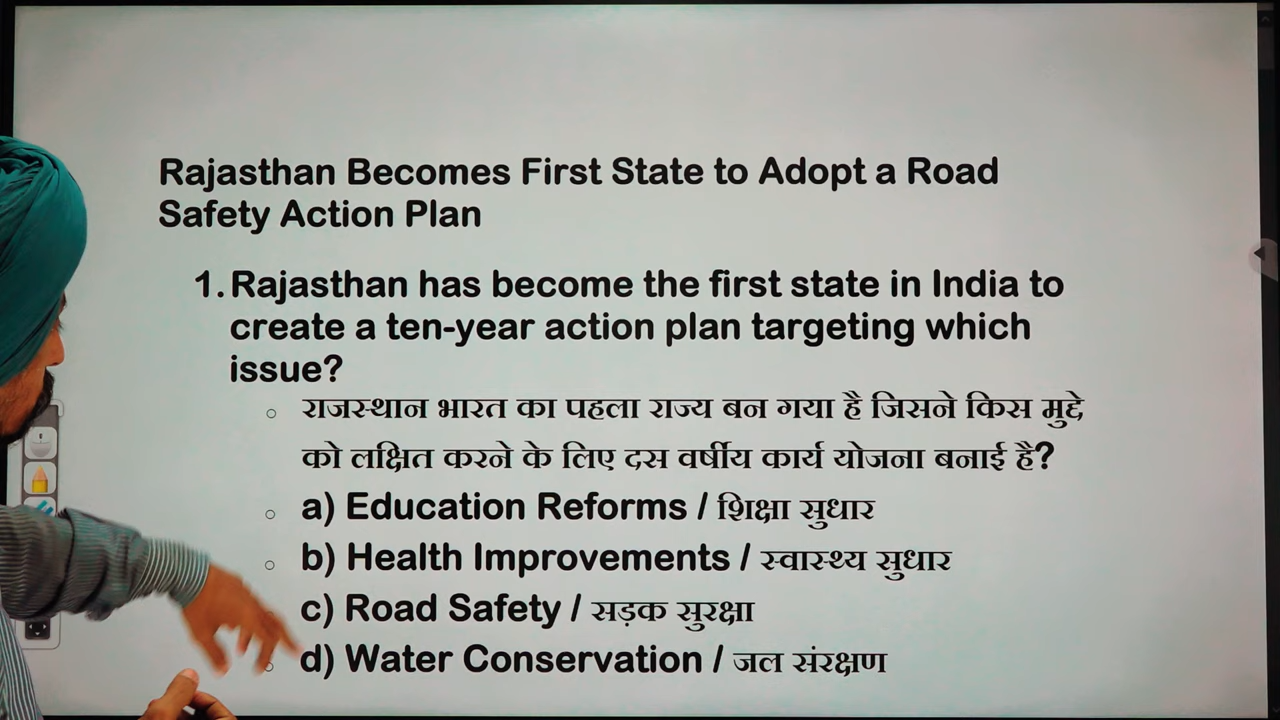 Rajasthan Becomes First State to Adopt a Road
Safety Action Plan
1. Rajasthan has become the first state in India to
create a ten-year action plan targeting which
issue?
राजस्थान भारत का पहला राज्य बन गया है जिसने किस मुद्दे
को लक्षित करने के लिए दस वर्षीय कार्य योजना बनाई है?
a) Education Reforms / शिक्षा सुधार
b) Health Improvements / स्वास्थ्य सुधार
c) Road Safety / सड़क सुरक्षा
d) Water Conservation / जल संरक्षण